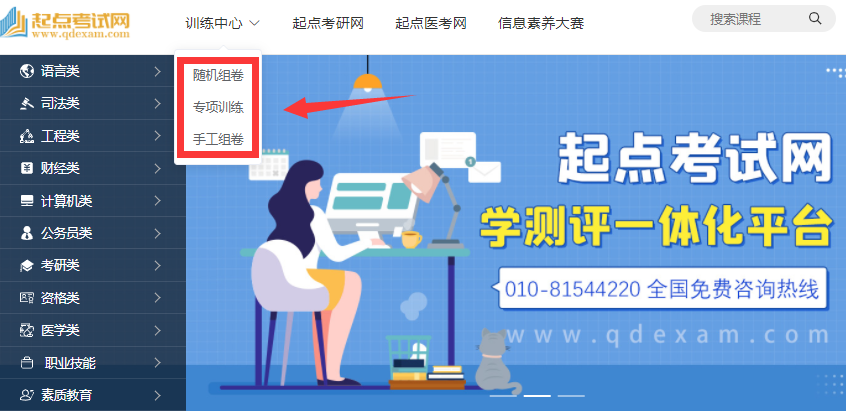 起点考试网
www.qdexam.com
训练中心
起点考研网
起点医考网
信息素养大赛
搜索课程
随机组卷
专项训练
手工组卷
语言类
司法类
工程类
财经类
计算机类
公务员类
考研类
资格类
医学类
职业技能
素质教育
起点考试网
学测评一体化平台
010-81544220 全国免费咨询热线
www.qdexam.com